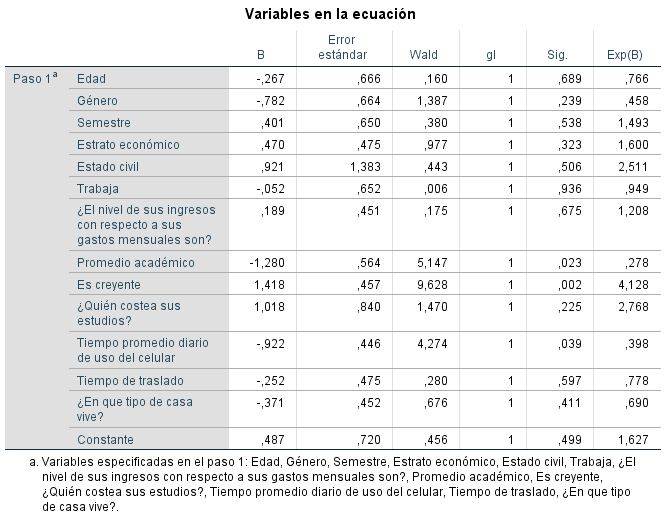 Variables en la ecuación
B Error estándar Wald gl Sig. Exp(B)
Paso 1a Edad -,267 ,666 ,160 1 ,689 ,766
Género -,782 ,664 1,387 1 ,239 ,458
Semestre ,401 ,650 ,380 1 ,538 1,493
Estrato económico ,470 ,475 ,977 1 ,323 1,600
Estado civil ,921 1,383 ,443 1 ,506 2,511
Trabaja -,052 ,652 ,006 1 ,936 ,949
¿El nivel de sus ingresos
con respecto a sus
gastos mensuales son? ,189 ,451 ,175 1 ,675 1,208
Promedio académico -1,280 ,564 5,147 1 ,023 ,278
Es creyente 1,418 ,457 9,628 1 ,002 4,128
¿Quién costea sus
estudios? 1,018 ,840 1,470 1 ,225 2,768
Tiempo promedio diario
de uso del celular -,922 ,446 4,274 1 ,039 ,398
Tiempo de traslado -,252 ,475 ,280 1 ,597 ,778
¿En que tipo de casa
vive? -,371 ,452 ,676 1 ,411 ,690
Constante ,487 ,720 ,456 1 ,499 1,627
a. Variables especificadas en el paso 1: Edad, Género, Semestre, Estrato económico, Estado civil, Trabaja, ¿El
nivel de sus ingresos con respecto a sus gastos mensuales son?, Promedio académico, Es creyente,
¿Quién costea sus estudios?, Tiempo promedio diario de uso del celular, Tiempo de traslado, ¿En que tipo
de casa vive?.